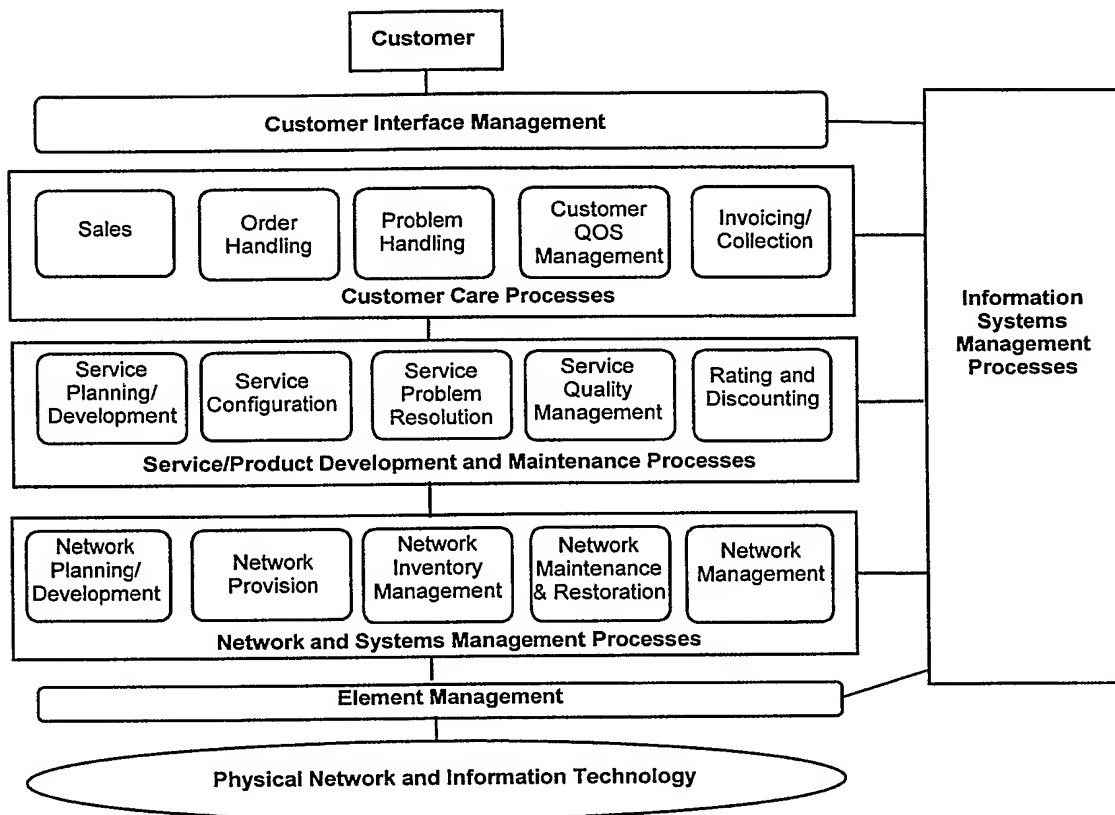 Customer
Customer Interface Management
Sales
Order
Handling
Problem
Handling
Customer
QOS
Management
Invoicing/
Collection
Customer Care Processes
Service
Planning/
Development
Service
Configuration
Service
Problem
Resolution
Service
Quality
Management
Rating and
Discounting
Service/Product Development and Maintenance Processes
Network
Planning/
Development
Network
Provision
Network
Inventory
Management
Network
Maintenance
& Restoration
Network
Management
Network and Systems Management Processes
Element Management
Physical Network and Information Technology
Information
Systems
Management
Processes